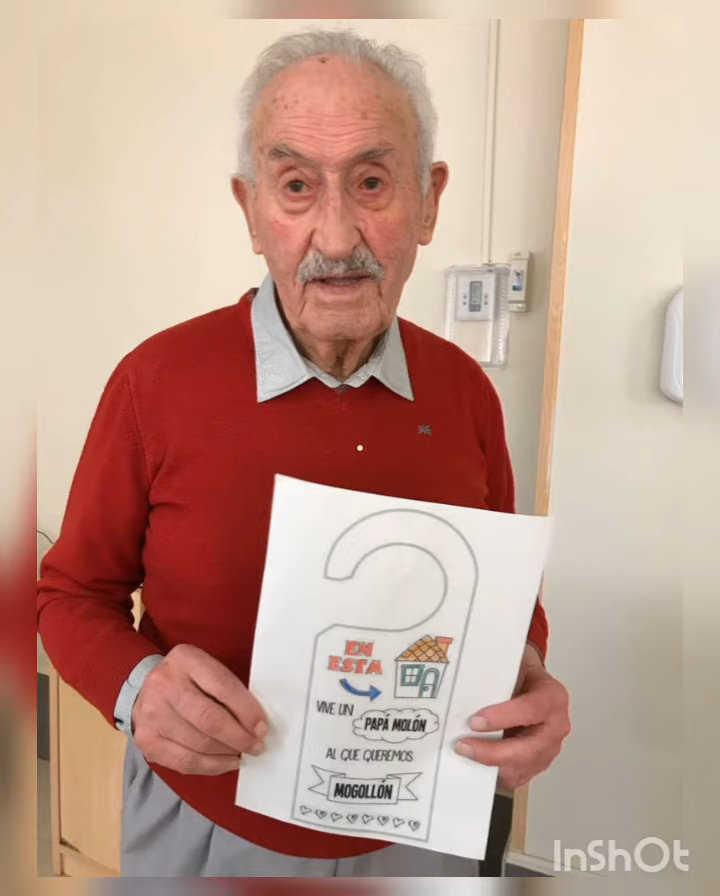 EN
ESTA
VIVE UN
PAPÁ MOLÓN
AL QUE QUEREMOS
MOGOLLÓN
InShOt